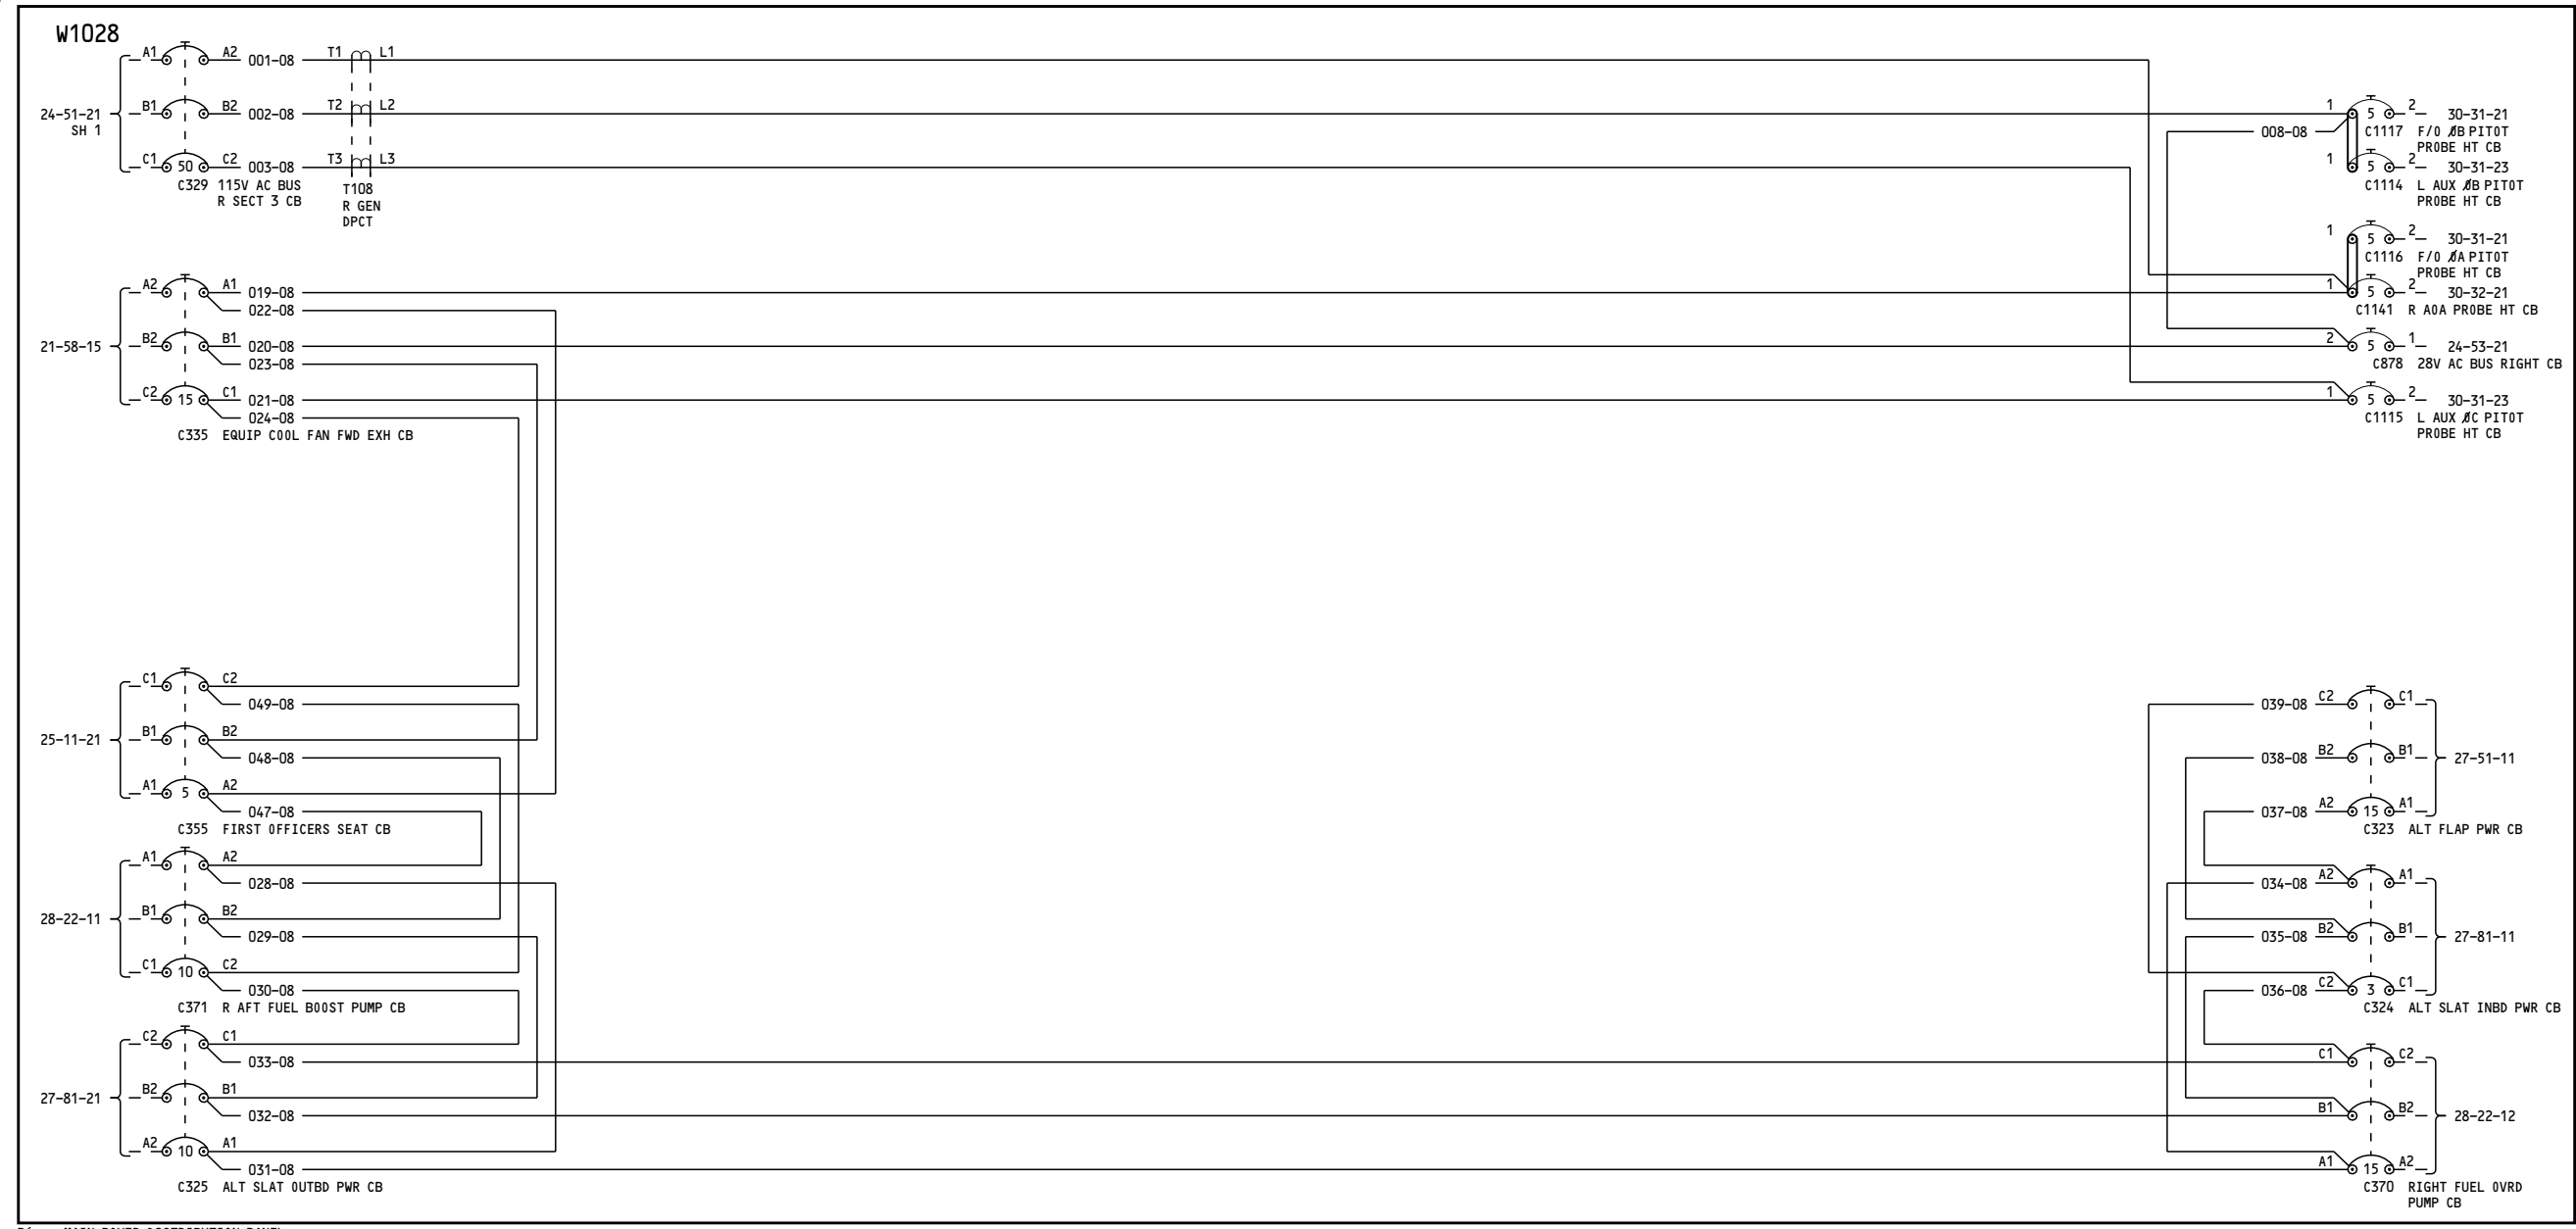 W1028
A1 A2 001-08 T1 L1
B1 B2 002-08 T2 L2
24-51-21
SH 1
C1 50 C2 003-08 T3 L3
C329 115V AC BUS
R SECT 3 CB
T108
R GEN
DPCT
1 5 2 30-31-21
008-08
C1117 F/O ØB PITOT
PROBE HT CB
1 5 2 30-31-23
C1114 L AUX ØB PITOT
PROBE HT CB
1 5 2 30-31-21
C1116 F/O ØA PITOT
PROBE HT CB
1 5 2 30-32-21
C1141 R AOA PROBE HT CB
2 5 1 24-53-21
C878 28V AC BUS RIGHT CB
1 5 2 30-31-23
C1115 L AUX ØC PITOT
PROBE HT CB
A2 A1 019-08
022-08
21-58-15
B2 B1 020-08
023-08
C2 15 C1 021-08
024-08
C335 EQUIP COOL FAN FWD EXH CB
C1 C2
049-08
25-11-21
B1 B2
048-08
A1 5 A2
047-08
C355 FIRST OFFICERS SEAT CB
A1 A2
028-08
28-22-11
B1 B2
029-08
C1 10 C2
030-08
C371 R AFT FUEL BOOST PUMP CB
C2 C1
033-08
27-81-21
B2 B1
032-08
A2 10 A1
031-08
C325 ALT SLAT OUTBD PWR CB
039-08 C2 C1
038-08 B2 B1 27-51-11
037-08 A2 15 A1
C323 ALT FLAP PWR CB
034-08 A2 A1
035-08 B2 B1 27-81-11
036-08 C2 3 C1
C324 ALT SLAT INBD PWR CB
C1 C2
B1 B2 28-22-12
A1 15 A2
C370 RIGHT FUEL OVRD
PUMP CB